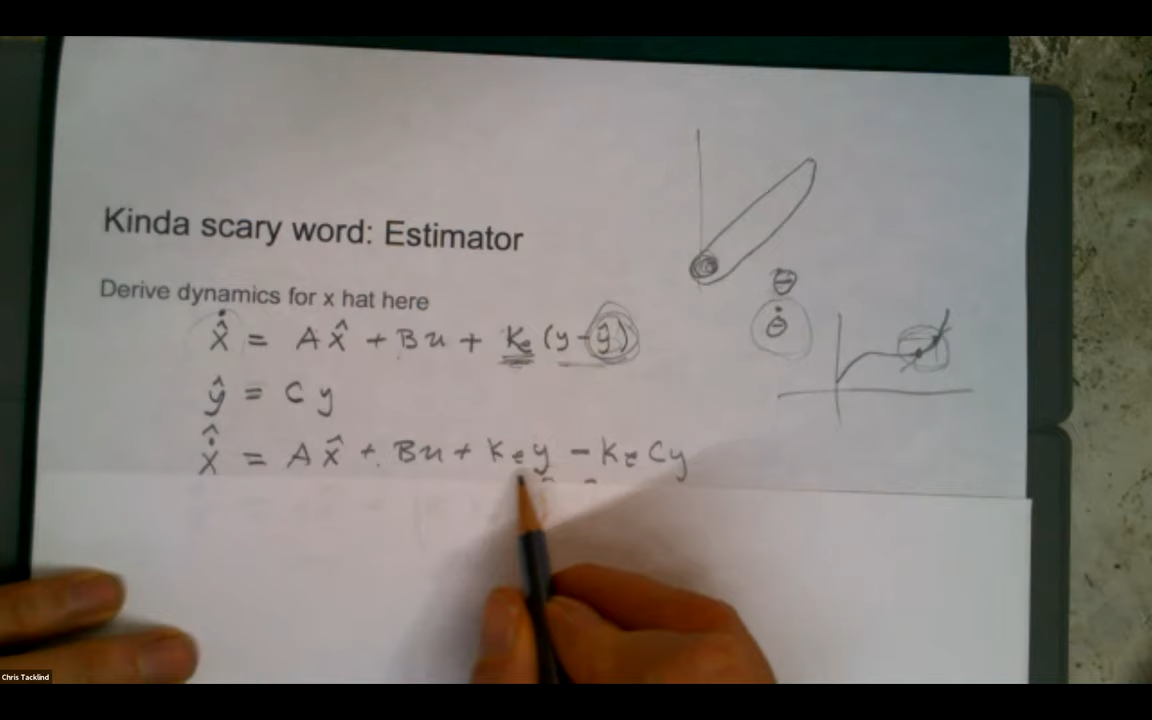 Kinda scary word: Estimator
Derive dynamics for x hat here
ẋ̂ = Ax̂ + Bu + Ke (y - ŷ)
ŷ = Cy
ẋ̂ = Ax̂ + Bu + Key - KeCy
θ
θ̇
Chris Tacklind